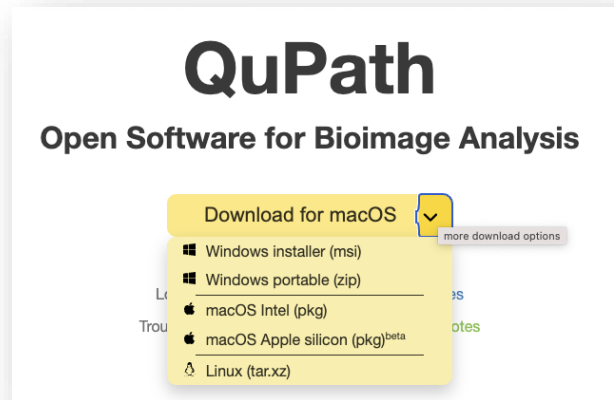 QuPath
Open Software for Bioimage Analysis
Download for macOS
more download options
Windows installer (msi)
Windows portable (zip)
macOS Intel (pkg)
macOS Apple silicon (pkg)beta
Linux (tar.xz)